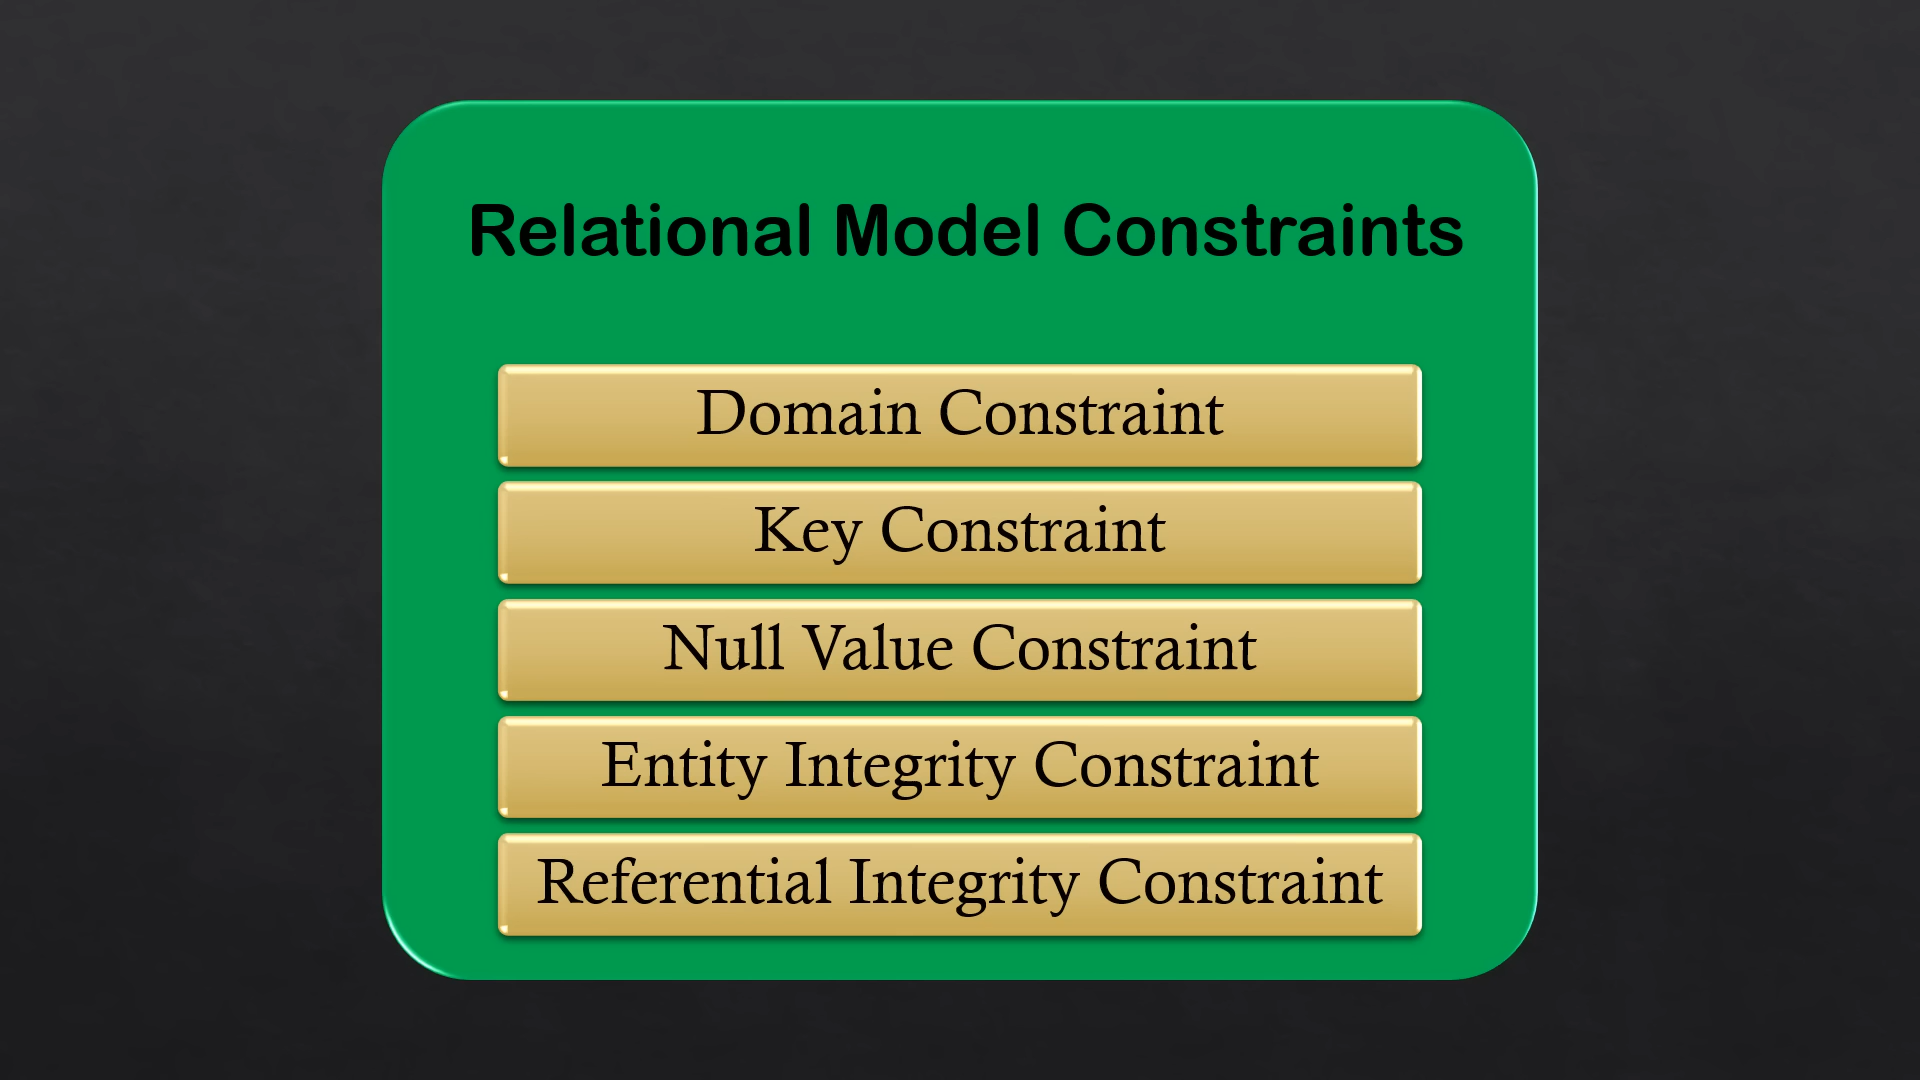 Relational Model Constraints
Domain Constraint
Key Constraint
Null Value Constraint
Entity Integrity Constraint
Referential Integrity Constraint